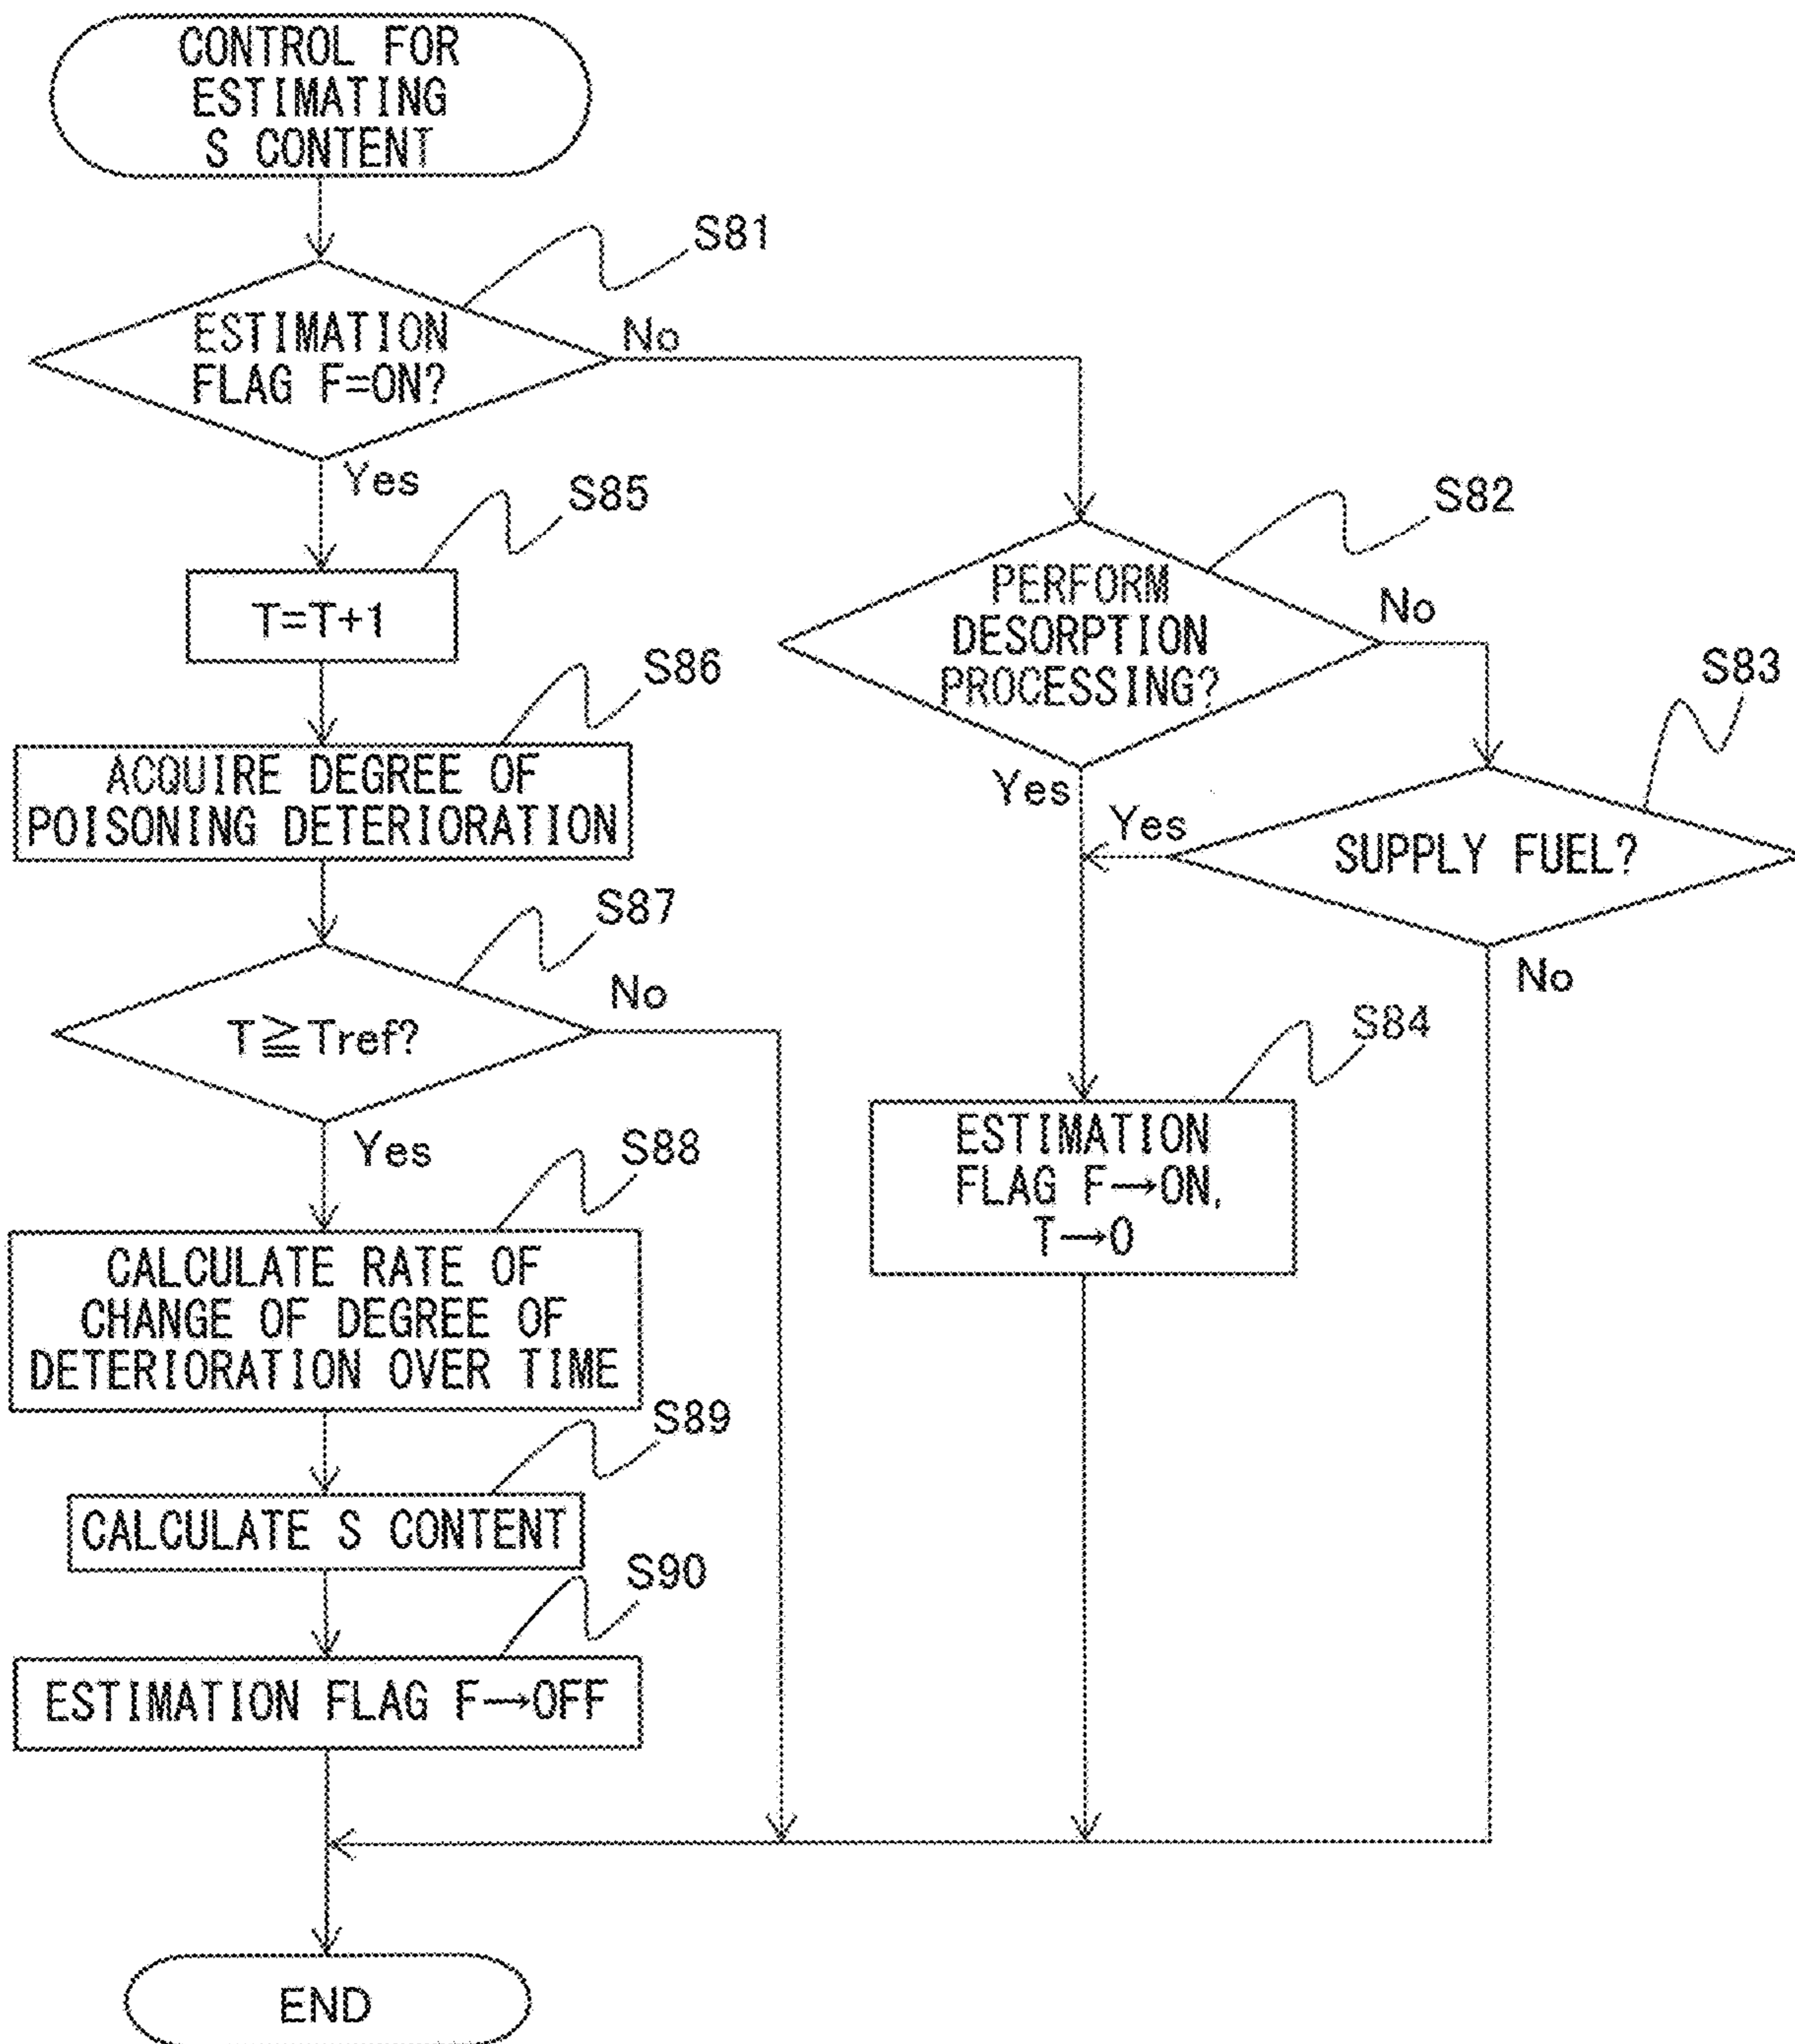 CONTROL FOR
ESTIMATING
S CONTENT
S81
ESTIMATION
FLAG F=ON?
No
Yes
S85
T=T+1
S86
ACQUIRE DEGREE OF
POISONING DETERIORATION
S87
T≧Tref?
No
Yes
S88
CALCULATE RATE OF
CHANGE OF DEGREE OF
DETERIORATION OVER TIME
S89
CALCULATE S CONTENT
S90
ESTIMATION FLAG F→OFF
S82
PERFORM
DESORPTION
PROCESSING?
No
Yes
S83
SUPPLY FUEL?
Yes
No
S84
ESTIMATION
FLAG F→ON,
T→0
END